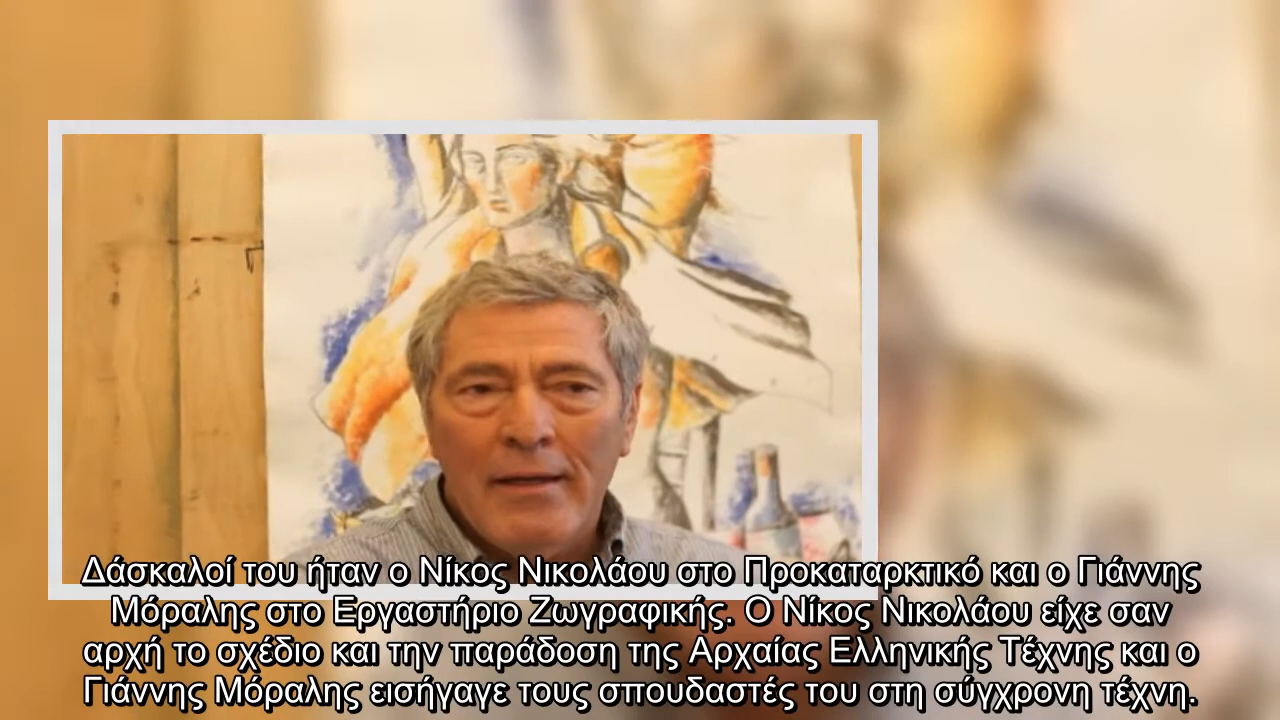 Δάσκαλοί του ήταν ο Νίκος Νικολάου στο Προκαταρκτικό και ο Γιάννης
Μόραλης στο Εργαστήριο Ζωγραφικής. Ο Νίκος Νικολάου είχε σαν
αρχή το σχέδιο και την παράδοση της Αρχαίας Ελληνικής Τέχνης και ο
Γιάννης Μόραλης εισήγαγε τους σπουδαστές του στη σύγχρονη τέχνη.